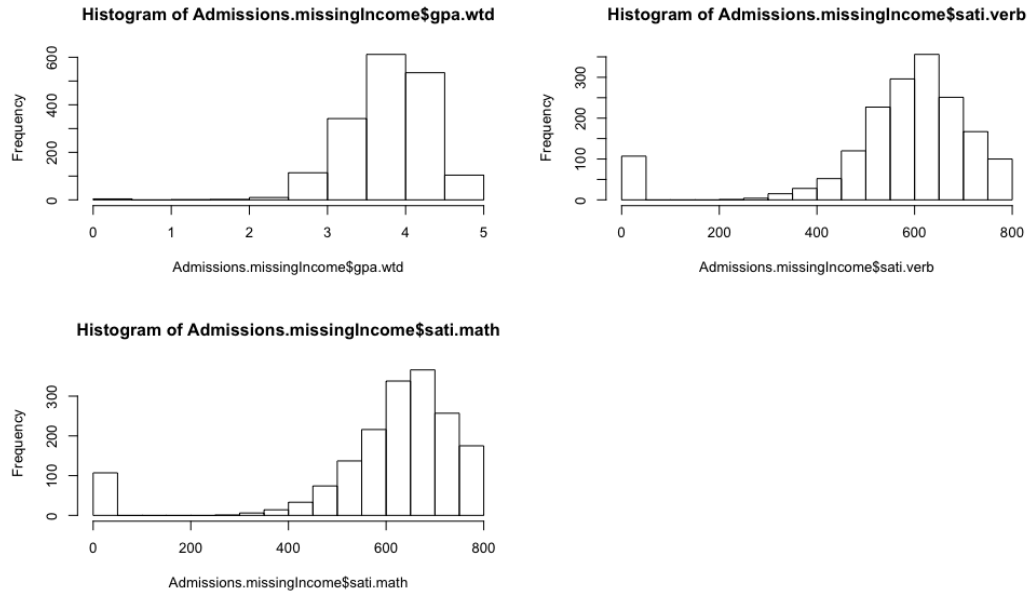 Histogram of Admissions.missingIncome$gpa.wtd
Frequency
0 200 400 600
0 1 2 3 4 5
Admissions.missingIncome$gpa.wtd
Histogram of Admissions.missingIncome$sati.verb
Frequency
0 100 200 300
0 200 400 600 800
Admissions.missingIncome$sati.verb
Histogram of Admissions.missingIncome$sati.math
Frequency
0 100 200 300
0 200 400 600 800
Admissions.missingIncome$sati.math